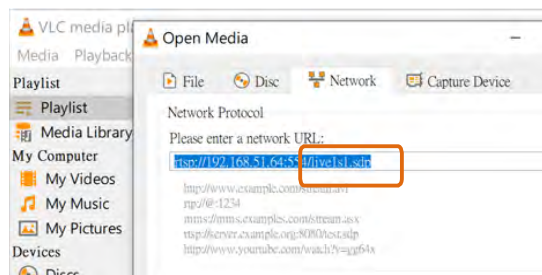 VLC media pl
Open Media
Media Playback
File Disc Network Capture Device
Playlist
Playlist
Media Library
My Computer
My Videos
My Music
My Pictures
Devices
Discs
Network Protocol
Please enter a network URL:
rtsp://192.168.51.64:554/live1s1.sdp
http://www.example.com/stream.avi
rtp://@:1234
mms://mms.examples.com/stream.asx
rtsp://server.example.org:8080/test.sdp
http://www.yourtube.com/watch?v=gg64x